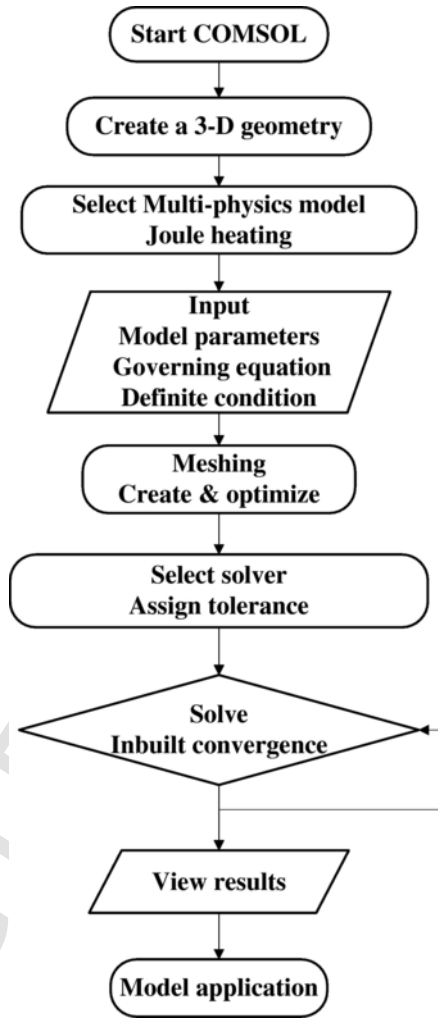 Start COMSOL
Create a 3-D geometry
Select Multi-physics model
Joule heating
Input
Model parameters
Governing equation
Definite condition
Meshing
Create & optimize
Select solver
Assign tolerance
Solve
Inbuilt convergence
View results
Model application